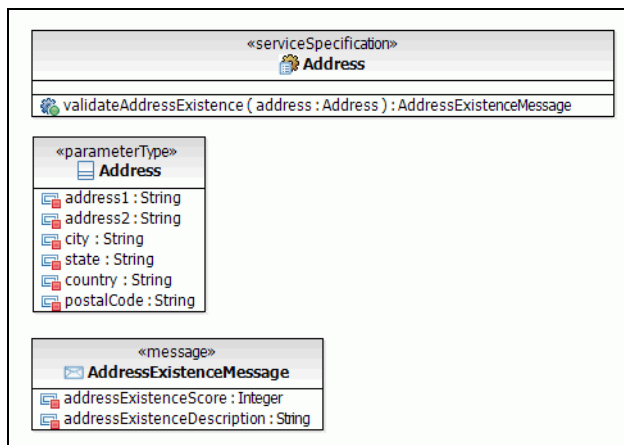 «serviceSpecification»
Address
validateAddressExistence ( address : Address ) : AddressExistenceMessage
«parameterType»
Address
address1 : String
address2 : String
city : String
state : String
country : String
postalCode : String
«message»
AddressExistenceMessage
addressExistenceScore : Integer
addressExistenceDescription : String